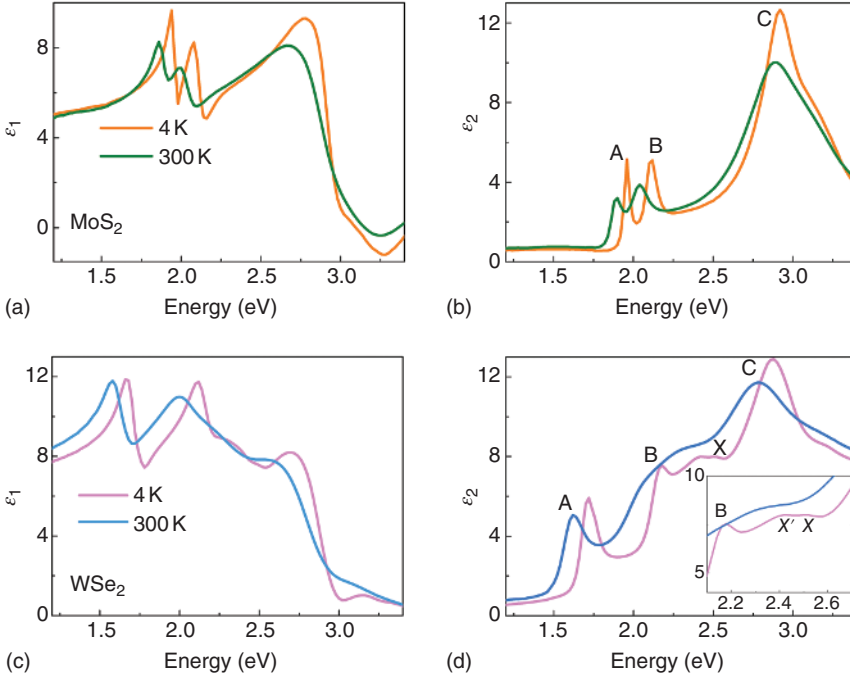 8
4
0
ε1
4 K
300 K
MoS2
1.5
2.0
2.5
3.0
Energy (eV)
(a)
12
8
4
0
ε2
A
B
C
1.5
2.0
2.5
3.0
Energy (eV)
(b)
12
8
4
0
ε1
4 K
300 K
WSe2
1.5
2.0
2.5
3.0
Energy (eV)
(c)
12
8
4
0
ε2
A
B
X
C
10
5
B
X′ X
2.2
2.4
2.6
1.5
2.0
2.5
3.0
Energy (eV)
(d)